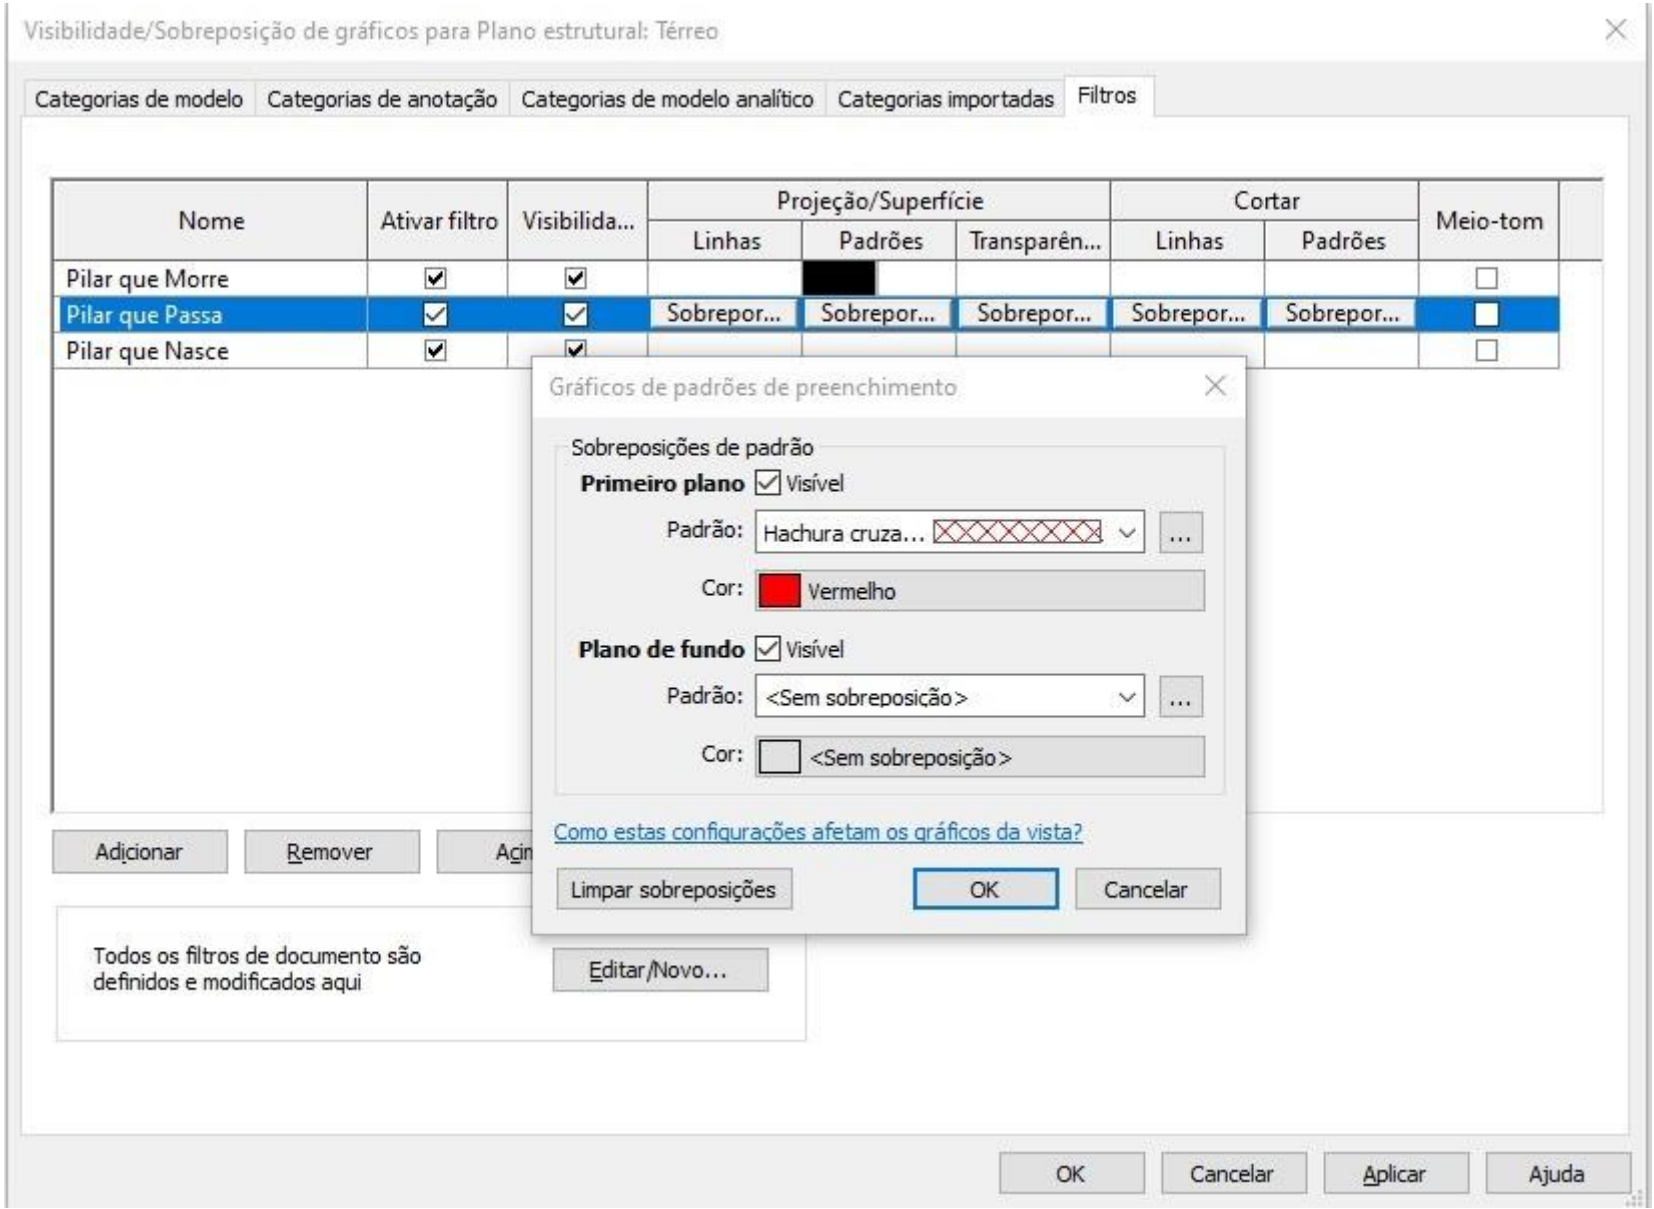 Visibilidade/Sobreposição de gráficos para Plano estrutural: Térreo
Categorias de modelo Categorias de anotação Categorias de modelo analítico Categorias importadas Filtros
Projeção/Superfície Cortar
Nome Ativar filtro Visibilida... Meio-tom
Linhas Padrões Transparên... Linhas Padrões
Pilar que Morre
Pilar que Passa Sobrepor... Sobrepor... Sobrepor... Sobrepor... Sobrepor...
Pilar que Nasce
Gráficos de padrões de preenchimento
Sobreposições de padrão
Primeiro plano Visível
Padrão: Hachura cruza... ...
Cor: Vermelho
Plano de fundo Visível
Padrão: <Sem sobreposição> ...
Cor: <Sem sobreposição>
Como estas configurações afetam os gráficos da vista?
Adicionar Remover Acim
Limpar sobreposições OK Cancelar
Todos os filtros de documento são
definidos e modificados aqui
Editar/Novo...
OK Cancelar Aplicar Ajuda